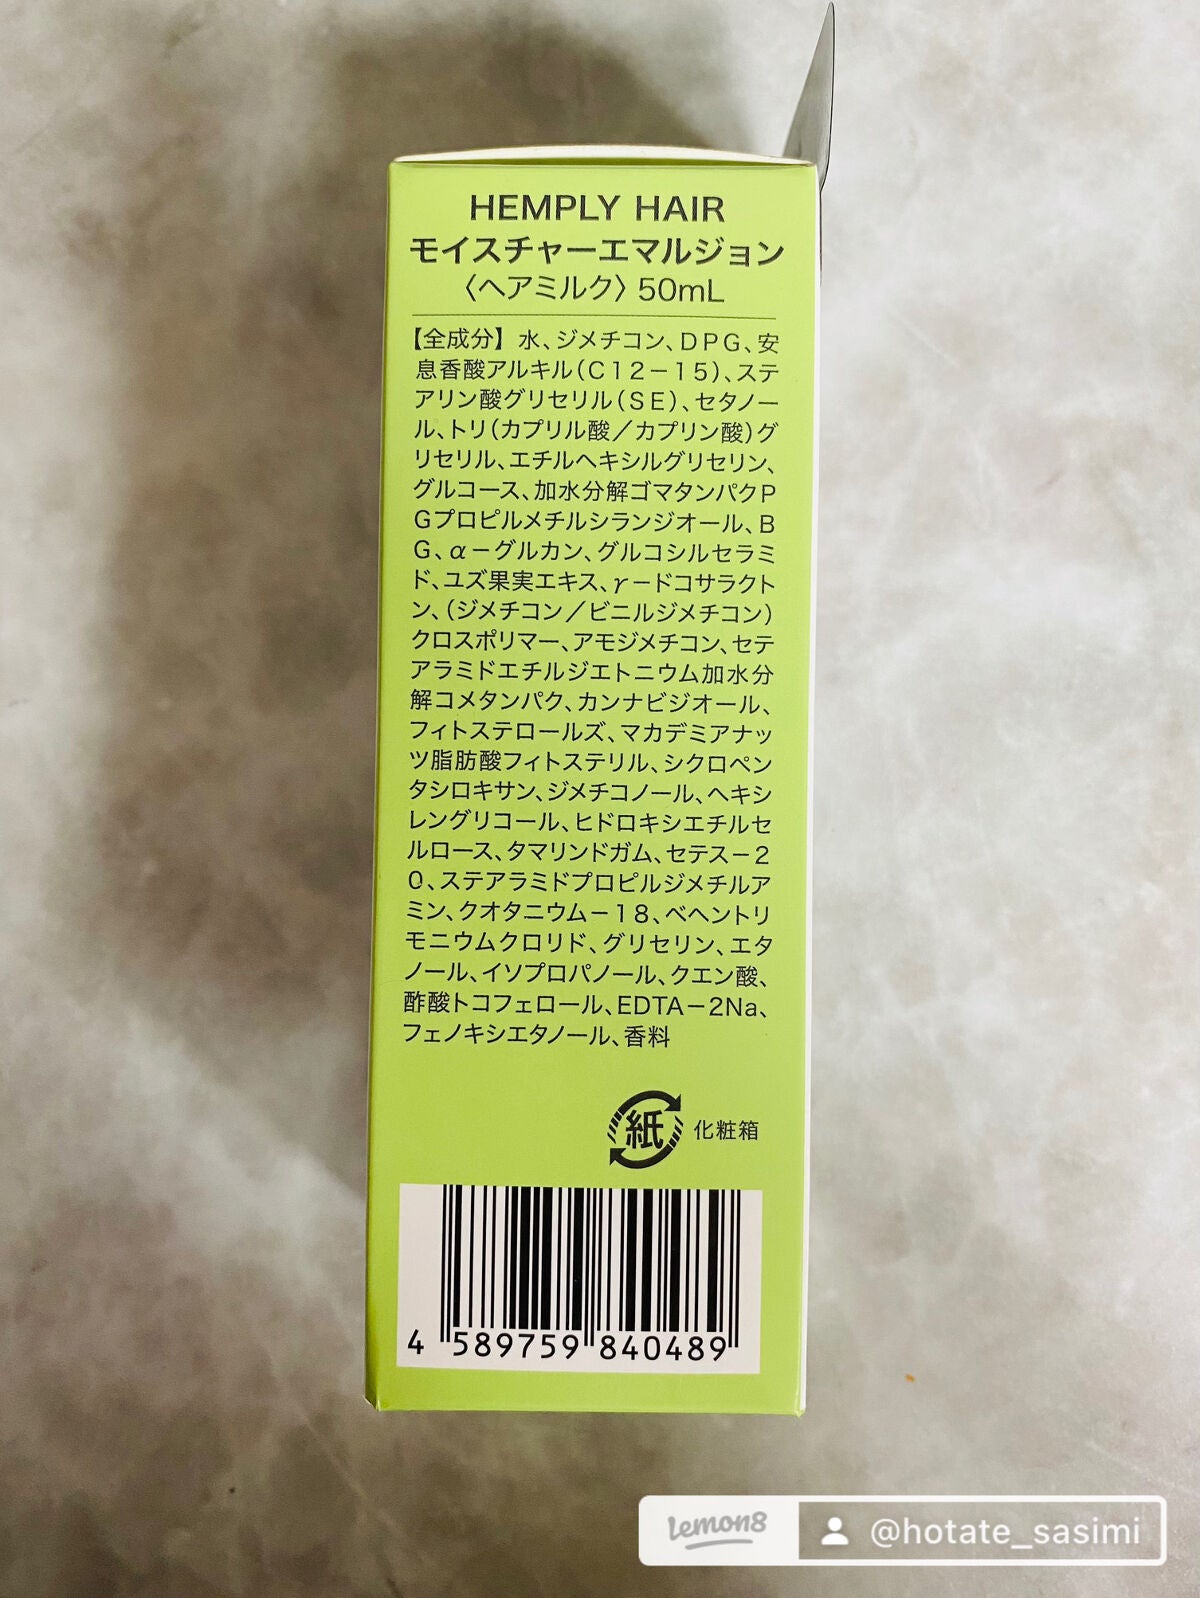 HEMPLY HAIR
モイスチャーエマルジョン
〈ヘアミルク〉50mL
【全成分】水、ジメチコン、DPG、安
息香酸アルキル(C12-15)、ステ
アリン酸グリセリル(SE)、セタノー
ル、トリ(カプリル酸/カプリン酸)グ
リセリル、エチルヘキシルグリセリン、
グルコース、加水分解ゴマタンパクP
Gプロピルメチルシランジオール、B
G、α-グルカン、グルコシルセラミ
ド、ユズ果実エキス、γ-ドコサラクト
ン、(ジメチコン/ビニルジメチコン)
クロスポリマー、アモジメチコン、セテ
アラミドエチルジエトニウム加水分
解コメタンパク、カンナビジオール、
フィトステロールズ、マカデミアナッ
ツ脂肪酸フィトステリル、シクロペン
タシロキサン、ジメチコノール、ヘキシ
レングリコール、ヒドロキシエチルセ
ルロース、タマリンドガム、セテス-2
0、ステアラミドプロピルジメチルア
ミン、クオタニウム-18、ベヘントリ
モニウムクロリド、グリセリン、エタ
ノール、イソプロパノール、クエン酸、
酢酸トコフェロール、EDTA-2Na、
フェノキシエタノール、香料
紙 化粧箱
4 589759 840489
Lemon8 @hotate_sasimi